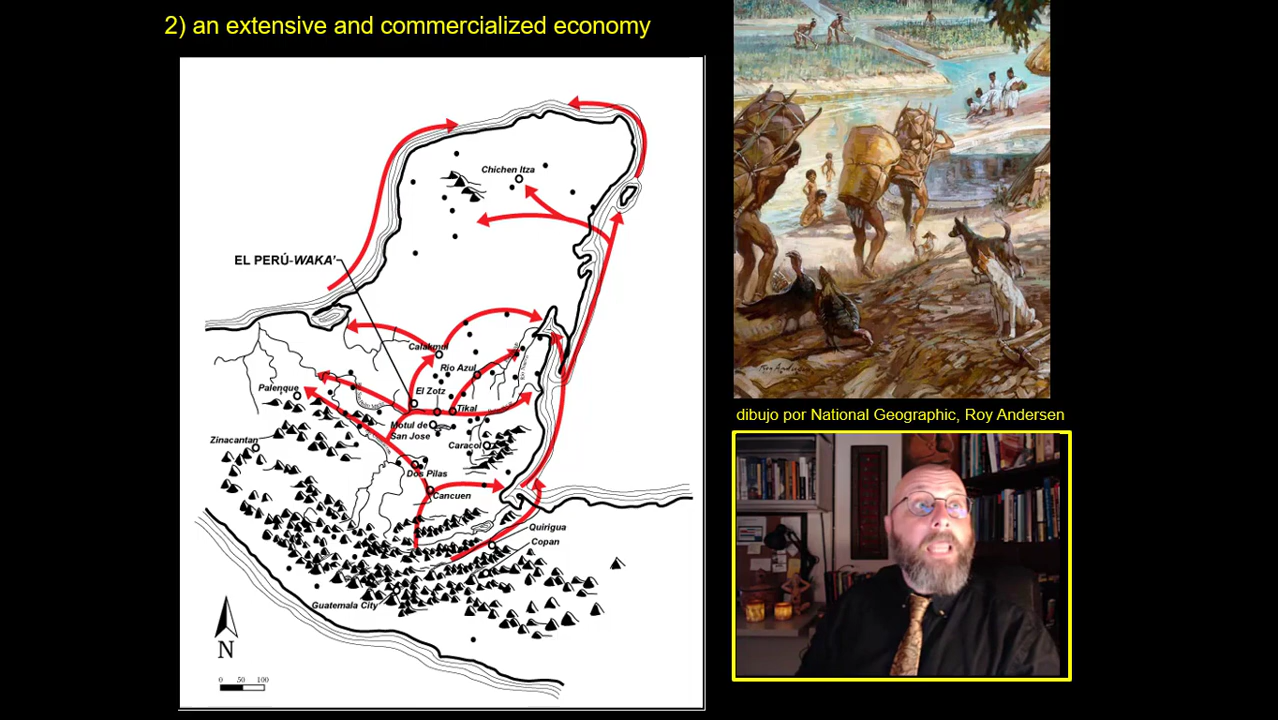 2) an extensive and commercialized economy
Chichen Itza
EL PERÚ-WAKA'
Calakmul
Rio Azul
Palenque
El Zotz
Tikal
Motul de
San Jose
Zinacantan
Caracol
Dos Pilas
Cancuen
Quirigua
Copan
Guatemala City
N
0 50 100
Roy Andersen
dibujo por National Geographic, Roy Andersen